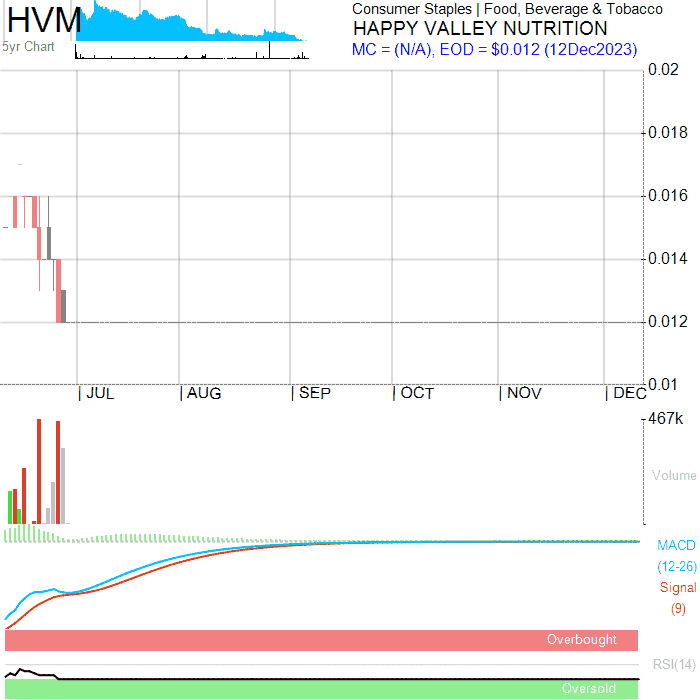 HVM
5yr Chart
Consumer Staples | Food, Beverage & Tobacco
HAPPY VALLEY NUTRITION
MC = (N/A), EOD = $0.012 (12Dec2023)
0.02
0.018
0.016
0.014
0.012
0.01
| JUL | AUG | SEP | OCT | NOV | DEC
467k
Volume
MACD
(12-26)
Signal
(9)
Overbought
RSI(14)
Oversold